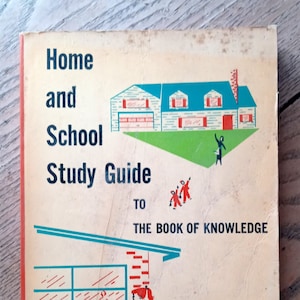 Home
and
School
Study Guide
TO
THE BOOK OF KNOWLEDGE